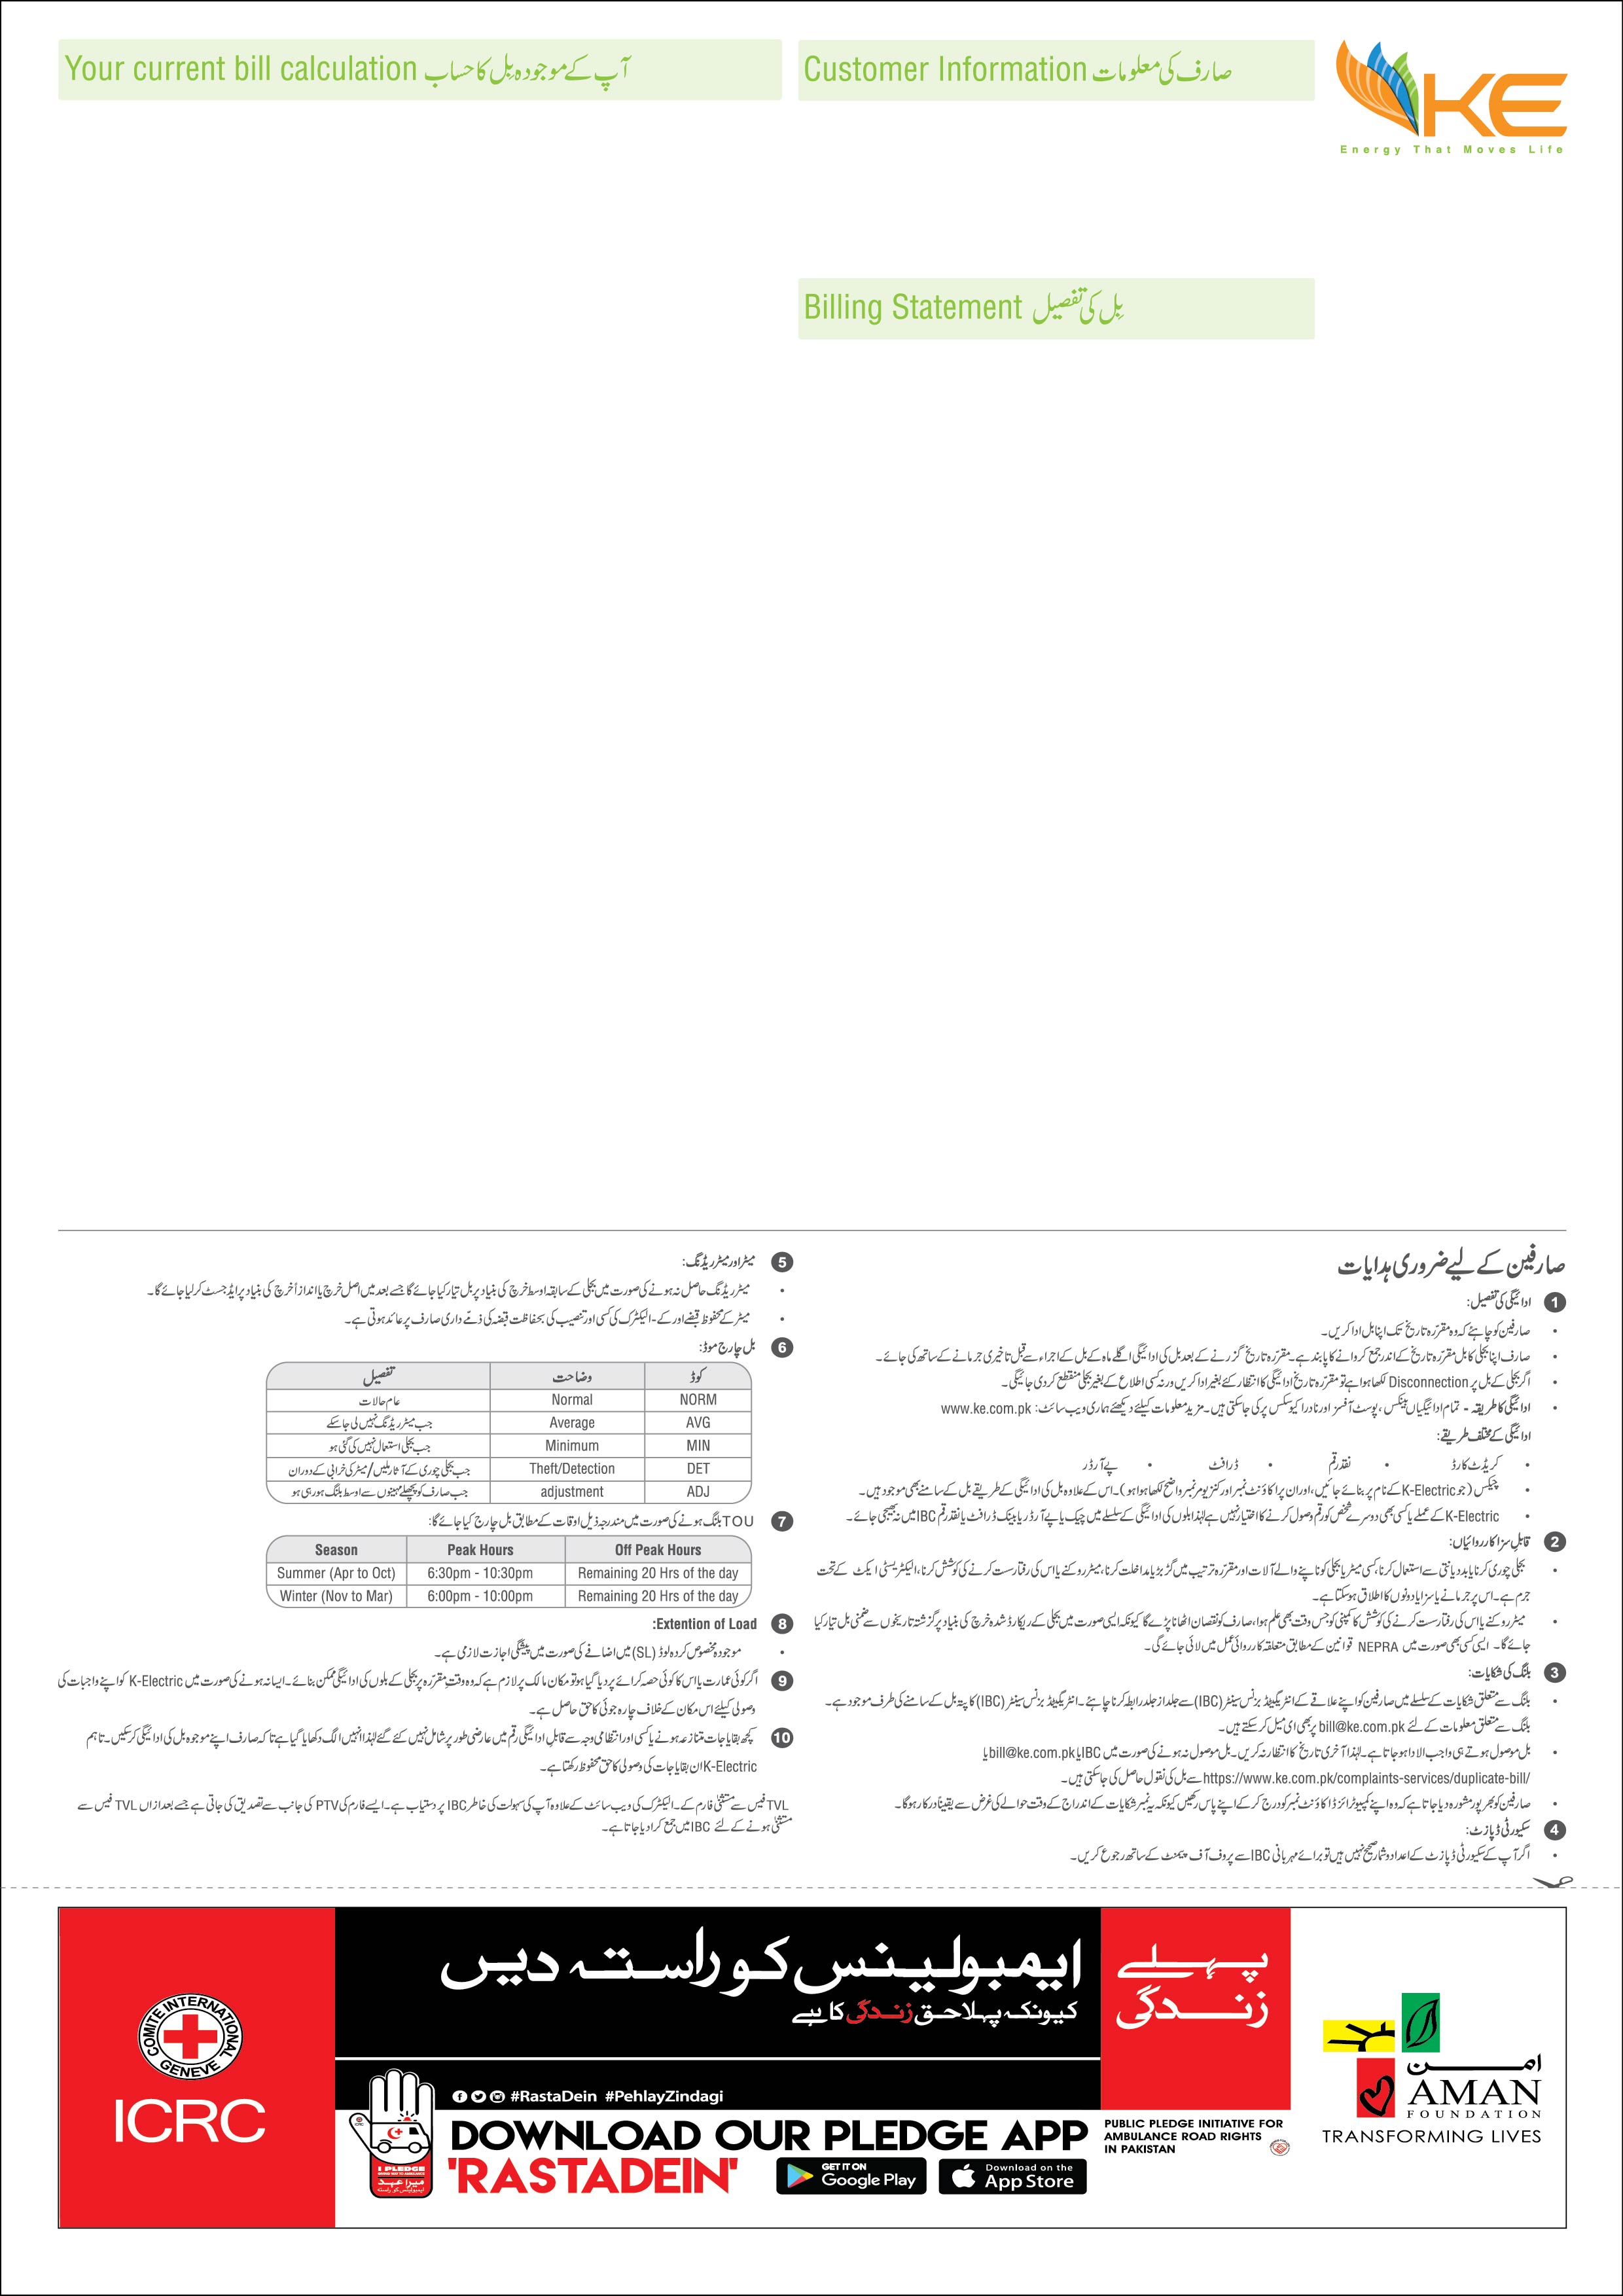 Your current bill calculation آپ کے موجودہ بل کا حساب
Customer Information صارف کی معلومات
KE
Energy That Moves Life
Billing Statement بِل کی تفصیل
صارفین کے لیے ضروری ہدایات
1 ادائیگی کی تفصیل:
• صارفین کو چاہئے کہ وہ مقررہ تاریخ تک اپنا بل ادا کریں۔
• صارف اپنا بجلی کا بل مقررہ تاریخ کے اندر جمع کروانے کا پابند ہے۔ مقررہ تاریخ گزرنے کے بعد بل کی ادائیگی اگلے ماہ کے بل کے اجراء سے قبل تاخیری جرمانے کے ساتھ کی جائے۔
• اگر بجلی کے بل پر Disconnection لکھا ہوا ہے تو مقررہ تاریخ ادائیگی کا انتظار کئے بغیر ادا کریں ورنہ کسی اطلاع کے بغیر بجلی منقطع کردی جائیگی۔
• ادائیگی کا طریقہ - تمام ادائیگیاں بینکس، پوسٹ آفسز اور نادرا کیوسکس پر کی جاسکتی ہیں۔ مزید معلومات کیلئے دیکھئے ہماری ویب سائٹ: www.ke.com.pk
ادائیگی کے مختلف طریقے:
• کریڈٹ کارڈ • نقد رقم • ڈرافٹ • پے آرڈر
• چیکس (جو K-Electric کے نام پر بنائے جائیں، اور ان پر اکاؤنٹ نمبر اور کنزیومر نمبر واضح لکھا ہوا ہو)۔ اس کے علاوہ بل کی ادائیگی کے طریقے بل کے سامنے بھی موجود ہیں۔
• K-Electric کے عملے یا کسی بھی دوسرے شخص کو رقم وصول کرنے کا اختیار نہیں ہے لہٰذا بلوں کی ادائیگی کے سلسلے میں چیک یا پے آرڈر یا بینک ڈرافٹ یا نقد رقم IBC میں نہ بھیجی جائے۔
2 قابلِ سزا کارروائیاں:
• بجلی چوری کرنا یا بددیانتی سے استعمال کرنا، کسی میٹر یا بجلی کو ناپنے والے آلات اور مقررہ ترتیب میں گڑبڑ یا مداخلت کرنا، میٹر روکنے یا اس کی رفتار سست کرنے کی کوشش کرنا، الیکٹریسٹی ایکٹ کے تحت
جرم ہے۔ اس پر جرمانے یا سزا یا دونوں کا اطلاق ہوسکتا ہے۔
• میٹر روکنے یا اس کی رفتار سست کرنے کی کوشش کا کمپنی کو جس وقت بھی علم ہوا، صارف کو نقصان اٹھانا پڑے گا کیونکہ ایسی صورت میں بجلی کے ریکارڈ شدہ خرچ کی بنیاد پر گزشتہ تاریخوں سے ضمنی بل تیار کیا
جائے گا۔ ایسی کسی بھی صورت میں NEPRA قوانین کے مطابق متعلقہ کارروائی عمل میں لائی جائے گی۔
3 بلنگ کی شکایات:
• بلنگ سے متعلق شکایات کے سلسلے میں صارفین کو اپنے علاقے کے انٹریگیٹڈ بزنس سینٹر (IBC) سے جلد از جلد رابطہ کرنا چاہئے۔ انٹریگیٹڈ بزنس سینٹر (IBC) کا پتہ بل کے سامنے کی طرف موجود ہے۔
بلنگ سے متعلق معلومات کے لئے bill@ke.com.pk پر بھی ای میل کرسکتے ہیں۔
• بل موصول ہوتے ہی واجب الادا ہوجاتا ہے۔ لہٰذا آخری تاریخ کا انتظار نہ کریں۔ بل موصول نہ ہونے کی صورت میں IBC یا bill@ke.com.pk یا
https://www.ke.com.pk/complaints-services/duplicate-bill/ سے بل کی نقول حاصل کی جاسکتی ہیں۔
• صارفین کو بھرپور مشورہ دیا جاتا ہے کہ وہ اپنے کمپیوٹرائزڈ اکاؤنٹ نمبر کو درج کرکے اپنے پاس رکھیں کیونکہ یہ نمبر شکایات کے اندراج کے وقت حوالے کی غرض سے یقیناً درکار ہوگا۔
4 سیکورٹی ڈپازٹ:
• اگر آپ کے سیکورٹی ڈپازٹ کے اعداد و شمار صحیح نہیں ہیں تو برائے مہربانی IBC سے پروف آف پیمنٹ کے ساتھ رجوع کریں۔
5 میٹر اور میٹر ریڈنگ:
• میٹر ریڈنگ حاصل نہ ہونے کی صورت میں بجلی کے سابقہ اوسط خرچ کی بنیاد پر بل تیار کیا جائے گا جسے بعد میں اصل خرچ یا اندازاً خرچ کی بنیاد پر ایڈجسٹ کرلیا جائے گا۔
• میٹر کے محفوظ قبضے اور کے-الیکٹرک کی کسی اور تنصیب کی بحفاظت قبضہ کی ذمّے داری صارف پر عائد ہوتی ہے۔
6 بل چارج موڈ:
کوڈ وضاحت تفصیل
NORM Normal عام حالات
AVG Average جب میٹر ریڈنگ نہیں لی جاسکے
MIN Minimum جب بجلی استعمال نہیں کی گئی ہو
DET Theft/Detection جب بجلی چوری کے آثار ملیں/میٹر کی خرابی کے دوران
ADJ adjustment جب صارف کو پچھلے مہینوں سے اوسط بلنگ ہورہی ہو
7 TOU بلنگ ہونے کی صورت میں مندرجہ ذیل اوقات کے مطابق بل چارج کیا جائے گا:
Season Peak Hours Off Peak Hours
Summer (Apr to Oct) 6:30pm - 10:30pm Remaining 20 Hrs of the day
Winter (Nov to Mar) 6:00pm - 10:00pm Remaining 20 Hrs of the day
8 Extention of Load:
• موجودہ مخصوص کردہ لوڈ (SL) میں اضافے کی صورت میں پیشگی اجازت لازمی ہے۔
9 اگر کوئی عمارت یا اس کا کوئی حصہ کرائے پر دیا گیا ہو تو مکان مالک پر لازم ہے کہ وہ وقتِ مقررہ پر بجلی کے بلوں کی ادائیگی ممکن بنائے۔ ایسا نہ ہونے کی صورت میں K-Electric کو اپنے واجبات کی
وصولی کیلئے اس مکان کے خلاف چارہ جوئی کا حق حاصل ہے۔
10 کچھ بقایاجات متنازعہ ہونے یا کسی اور انتظامی وجہ سے قابلِ ادائیگی رقم میں عارضی طور پر شامل نہیں کئے گئے لہٰذا انہیں الگ دکھایا گیا ہے تاکہ صارف اپنے موجودہ بل کی ادائیگی کرسکیں۔ تاہم
K-Electric ان بقایاجات کی وصولی کا حق محفوظ رکھتا ہے۔
TVL فیس سے مستثنیٰ فارم کے۔الیکٹرک کی ویب سائٹ کے علاوہ آپ کی سہولت کی خاطر IBC پر دستیاب ہے۔ ایسے فارم کی PTV کی جانب سے تصدیق کی جاتی ہے جسے بعد ازاں TVL فیس سے
مستثنیٰ ہونے کے لئے IBC میں جمع کرا دیا جاتا ہے۔
COMITE INTERNATIONAL
GENEVE
ICRC
ایمبولینس کو راستہ دیں
کیونکہ پہلا حق زندگی کا ہے
پہلے
زندگی
#RastaDein #PehlayZindagi
I PLEDGE
میرا عہد
DOWNLOAD OUR PLEDGE APP
'RASTADEIN'
GET IT ON
Google Play
Download on the
App Store
PUBLIC PLEDGE INITIATIVE FOR
AMBULANCE ROAD RIGHTS
IN PAKISTAN
امن
AMAN
FOUNDATION
TRANSFORMING LIVES